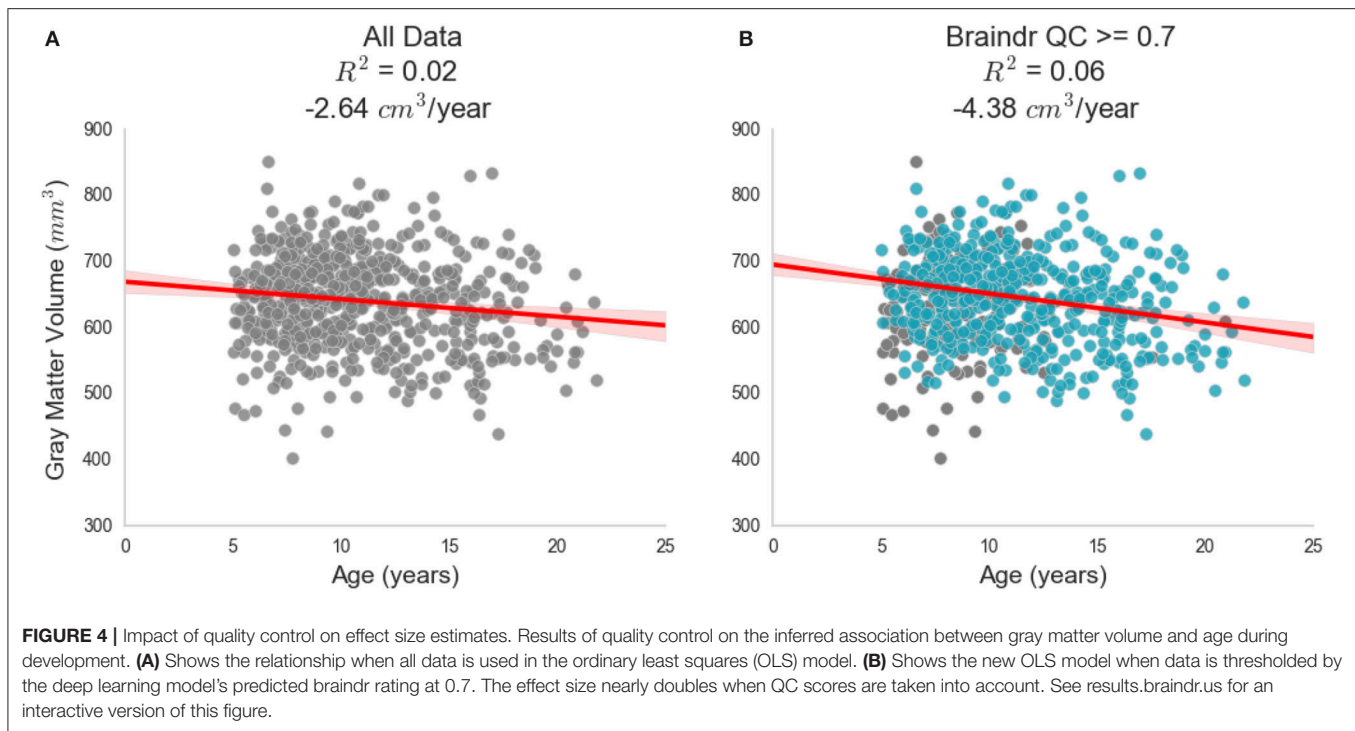 A
All Data
R² = 0.02
-2.64 cm³/year
900
800
700
600
500
400
300
Gray Matter Volume (mm³)
0 5 10 15 20 25
Age (years)
B
Braindr QC >= 0.7
R² = 0.06
-4.38 cm³/year
900
800
700
600
500
400
300
0 5 10 15 20 25
Age (years)
FIGURE 4 | Impact of quality control on effect size estimates. Results of quality control on the inferred association between gray matter volume and age during
development. (A) Shows the relationship when all data is used in the ordinary least squares (OLS) model. (B) Shows the new OLS model when data is thresholded by
the deep learning model's predicted braindr rating at 0.7. The effect size nearly doubles when QC scores are taken into account. See results.braindr.us for an
interactive version of this figure.